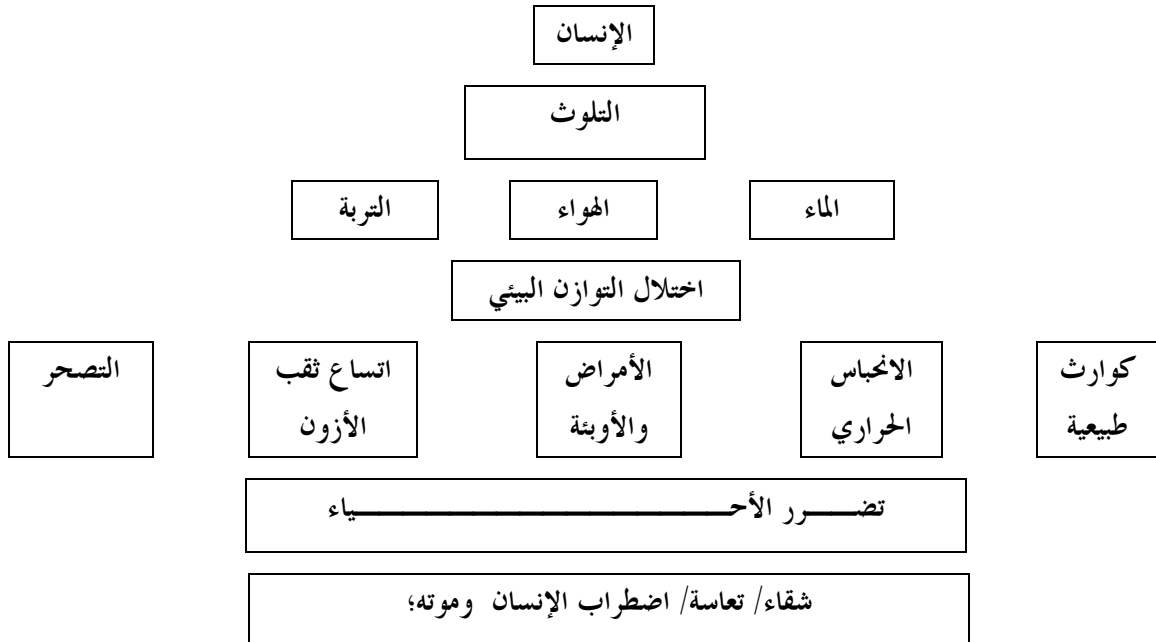 الإنسان
التلوث
الماء
الهواء
التربة
اختلال التوازن البيئي
كوارث
طبيعية
الانحباس
الحراري
الأمراض
والأوبئة
اتساع ثقب
الأزون
التصحر
تضـــــرر الأحـــــــــــــــــــــــــــــــــــــياء
شقاء/ تعاسة/ اضطراب الإنسان وموته؛